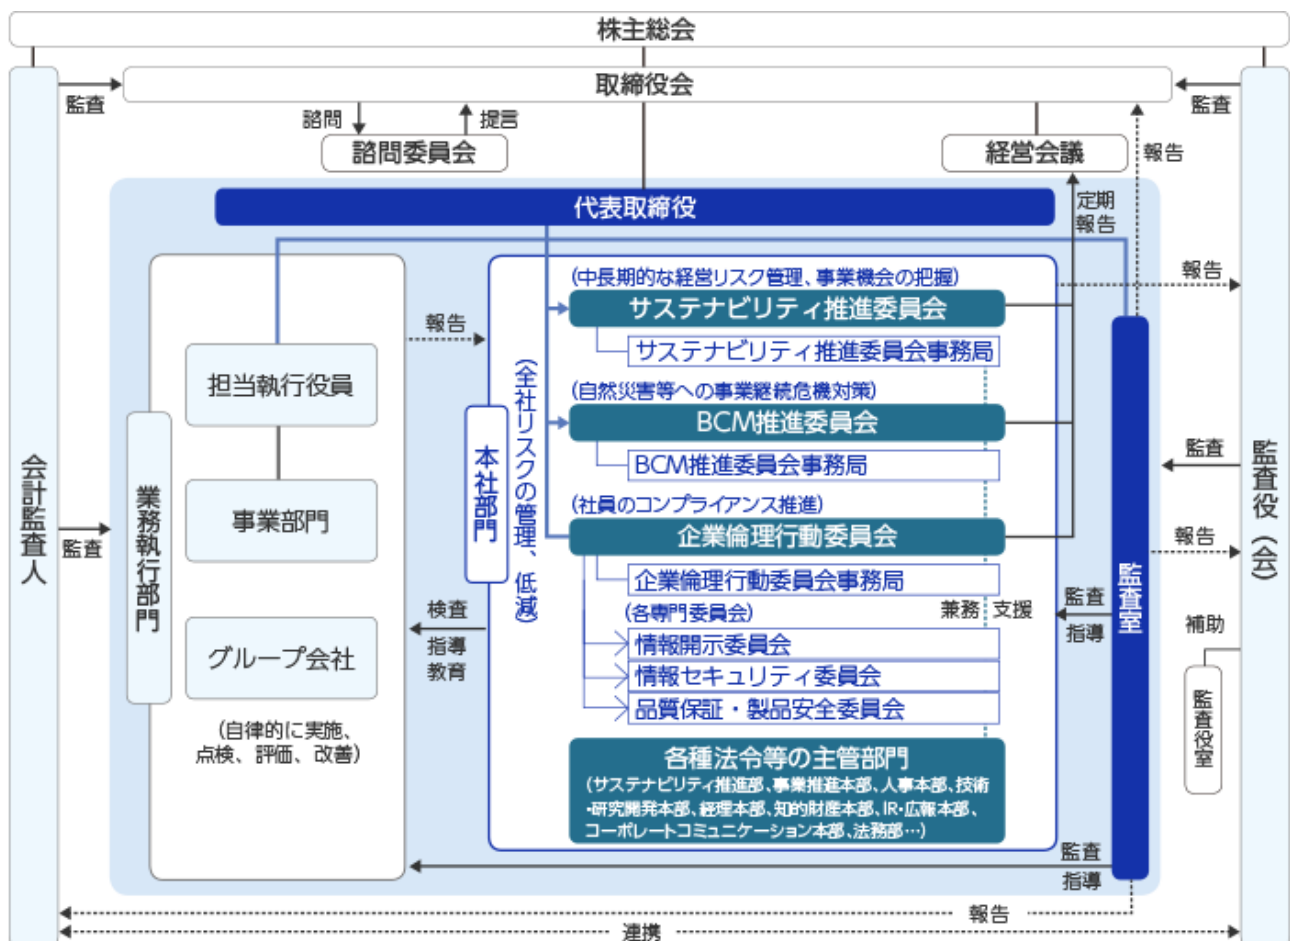 株主総会
取締役会
監査
監査
諮問
提言
諮問委員会
経営会議
報告
代表取締役
定期
報告
(中長期的な経営リスク管理、事業機会の把握)
報告
サステナビリティ推進委員会
報告
サステナビリティ推進委員会事務局
担当執行役員
(全社リスクの管理、低減)
(自然災害等への事業継続危機対策)
BCM推進委員会
本社部門
BCM推進委員会事務局
監査
会計監査人
監査役(会)
業務執行部門
事業部門
(社員のコンプライアンス推進)
企業倫理行動委員会
監査
報告
企業倫理行動委員会事務局
監査室
検査
指導
教育
(各専門委員会)
兼務
支援
監査
指導
補助
情報開示委員会
グループ会社
情報セキュリティ委員会
品質保証・製品安全委員会
監査役室
(自律的に実施、
点検、評価、改善)
各種法令等の主管部門
(サステナビリティ推進部、事業推進本部、人事本部、技術
・研究開発本部、経理本部、知的財産本部、IR・広報本部、
コーポレートコミュニケーション本部、法務部…)
監査
指導
報告
連携